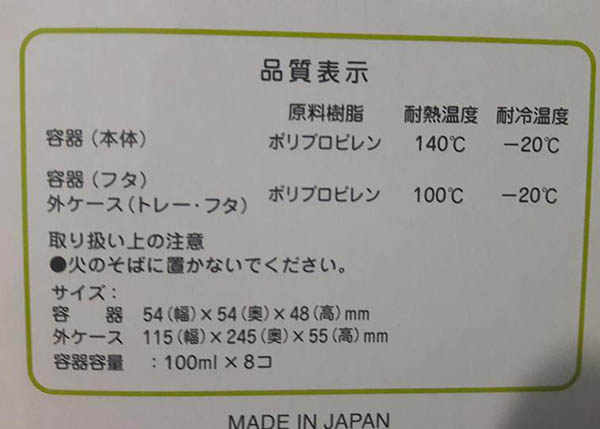 品質表示
原料樹脂 耐熱温度 耐冷温度
容器（本体） ポリプロピレン 140℃ －20℃
容器（フタ）
外ケース（トレー・フタ） ポリプロピレン 100℃ －20℃
取り扱い上の注意
●火のそばに置かないでください。
サイズ：
容　器 54（幅）×54（奥）×48（高）mm
外ケース 115（幅）×245（奥）×55（高）mm
容器容量 ：100ml×8コ
MADE IN JAPAN